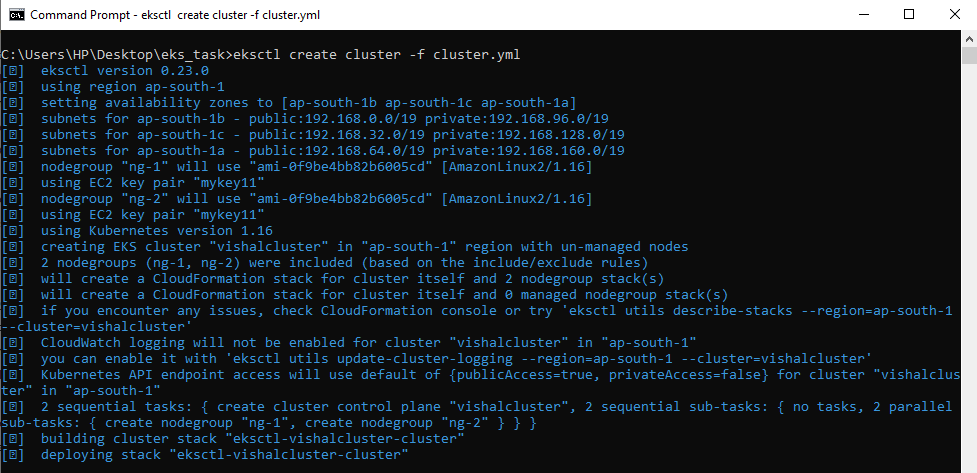 Command Prompt - eksctl  create cluster -f cluster.yml
C:\Users\HP\Desktop\eks_task>eksctl create cluster -f cluster.yml
[?]  eksctl version 0.23.0
[?]  using region ap-south-1
[?]  setting availability zones to [ap-south-1b ap-south-1c ap-south-1a]
[?]  subnets for ap-south-1b - public:192.168.0.0/19 private:192.168.96.0/19
[?]  subnets for ap-south-1c - public:192.168.32.0/19 private:192.168.128.0/19
[?]  subnets for ap-south-1a - public:192.168.64.0/19 private:192.168.160.0/19
[?]  nodegroup "ng-1" will use "ami-0f9be4bb82b6005cd" [AmazonLinux2/1.16]
[?]  using EC2 key pair "mykey11"
[?]  nodegroup "ng-2" will use "ami-0f9be4bb82b6005cd" [AmazonLinux2/1.16]
[?]  using EC2 key pair "mykey11"
[?]  using Kubernetes version 1.16
[?]  creating EKS cluster "vishalcluster" in "ap-south-1" region with un-managed nodes
[?]  2 nodegroups (ng-1, ng-2) were included (based on the include/exclude rules)
[?]  will create a CloudFormation stack for cluster itself and 2 nodegroup stack(s)
[?]  will create a CloudFormation stack for cluster itself and 0 managed nodegroup stack(s)
[?]  if you encounter any issues, check CloudFormation console or try 'eksctl utils describe-stacks --region=ap-south-1
--cluster=vishalcluster'
[?]  CloudWatch logging will not be enabled for cluster "vishalcluster" in "ap-south-1"
[?]  you can enable it with 'eksctl utils update-cluster-logging --region=ap-south-1 --cluster=vishalcluster'
[?]  Kubernetes API endpoint access will use default of {publicAccess=true, privateAccess=false} for cluster "vishalclus
ter" in "ap-south-1"
[?]  2 sequential tasks: { create cluster control plane "vishalcluster", 2 sequential sub-tasks: { no tasks, 2 parallel
sub-tasks: { create nodegroup "ng-1", create nodegroup "ng-2" } } }
[?]  building cluster stack "eksctl-vishalcluster-cluster"
[?]  deploying stack "eksctl-vishalcluster-cluster"